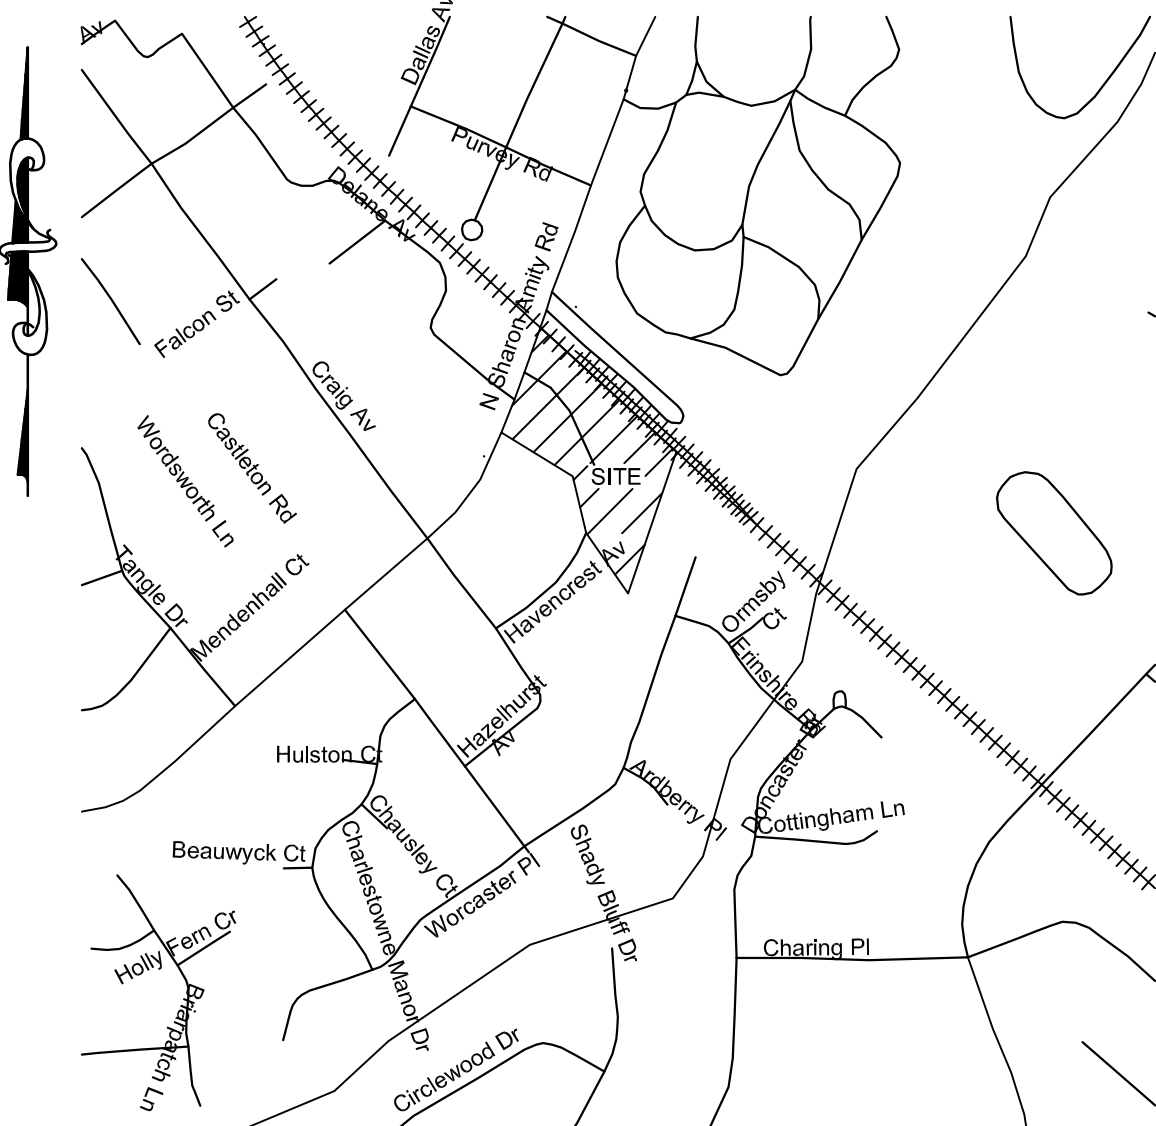 Av
Dallas Av
Purvey Rd
Delane Av
N Sharon Amity Rd
Falcon St
Craig Av
Castleton Rd
Wordsworth Ln
SITE
Tangle Dr
Mendenhall Ct
Havencrest Av
Ormsby
Ct
Erinshire Rd
Hazelhurst
Av
Hulston Ct
Ardberry Pl
Doncaster
Cottingham Ln
Chausley Ct
Charlestowne Manor Dr
Beauwyck Ct
Shady Bluff Dr
Worcaster Pl
Holly Fern Cr
Charing Pl
Briarpatch Ln
Circlewood Dr